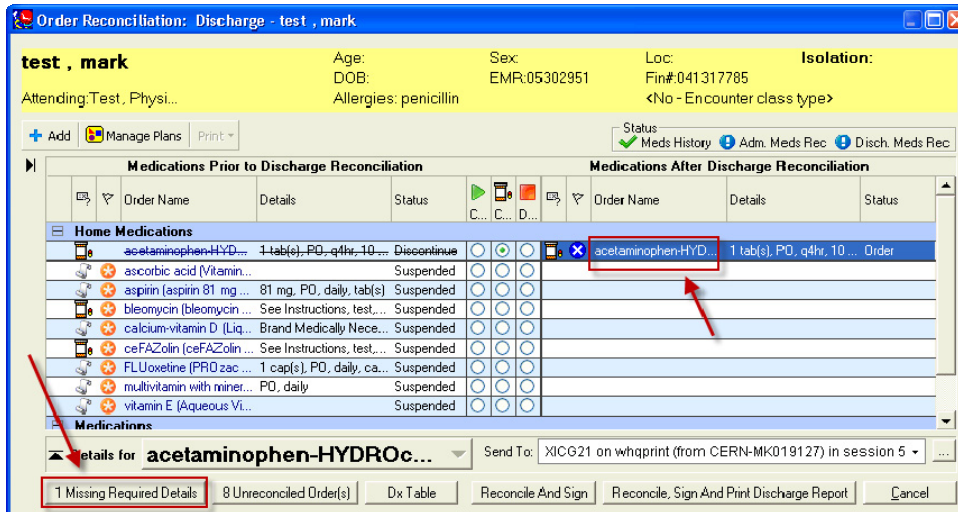 Order Reconciliation: Discharge - test , mark
test , mark Age: Sex: Loc: Isolation:
DOB: EMR:05302951 Fin#:041317785
Attending:Test, Physi... Allergies: penicillin <No - Encounter class type>
Add Manage Plans Print
Status
Meds History Adm. Meds Rec Disch. Meds Rec
Medications Prior to Discharge Reconciliation Medications After Discharge Reconciliation
Order Name Details Status C... C... D... Order Name Details Status
Home Medications
acetaminophen-HYD... 1 tab(s), PO, q4hr, 10 ... Discontinue acetaminophen-HYD... 1 tab(s), PO, q4hr, 10 ... Order
ascorbic acid (Vitamin... Suspended
aspirin (aspirin 81 mg ... 81 mg, PO, daily, tab(s) Suspended
bleomycin (bleomycin ... See Instructions, test,... Suspended
calcium-vitamin D (Liq... Brand Medically Nece... Suspended
ceFAZolin (ceFAZolin ... See Instructions, test,... Suspended
FLUoxetine (PROzac ... 1 cap(s), PO, daily, ca... Suspended
multivitamin with miner... PO, daily Suspended
vitamin E (Aqueous Vi... Suspended
Medications
Details for acetaminophen-HYDROc... Send To: XICG21 on whqprint (from CERN-MK019127) in session 5 ...
1 Missing Required Details 8 Unreconciled Order(s) Dx Table Reconcile And Sign Reconcile, Sign And Print Discharge Report Cancel